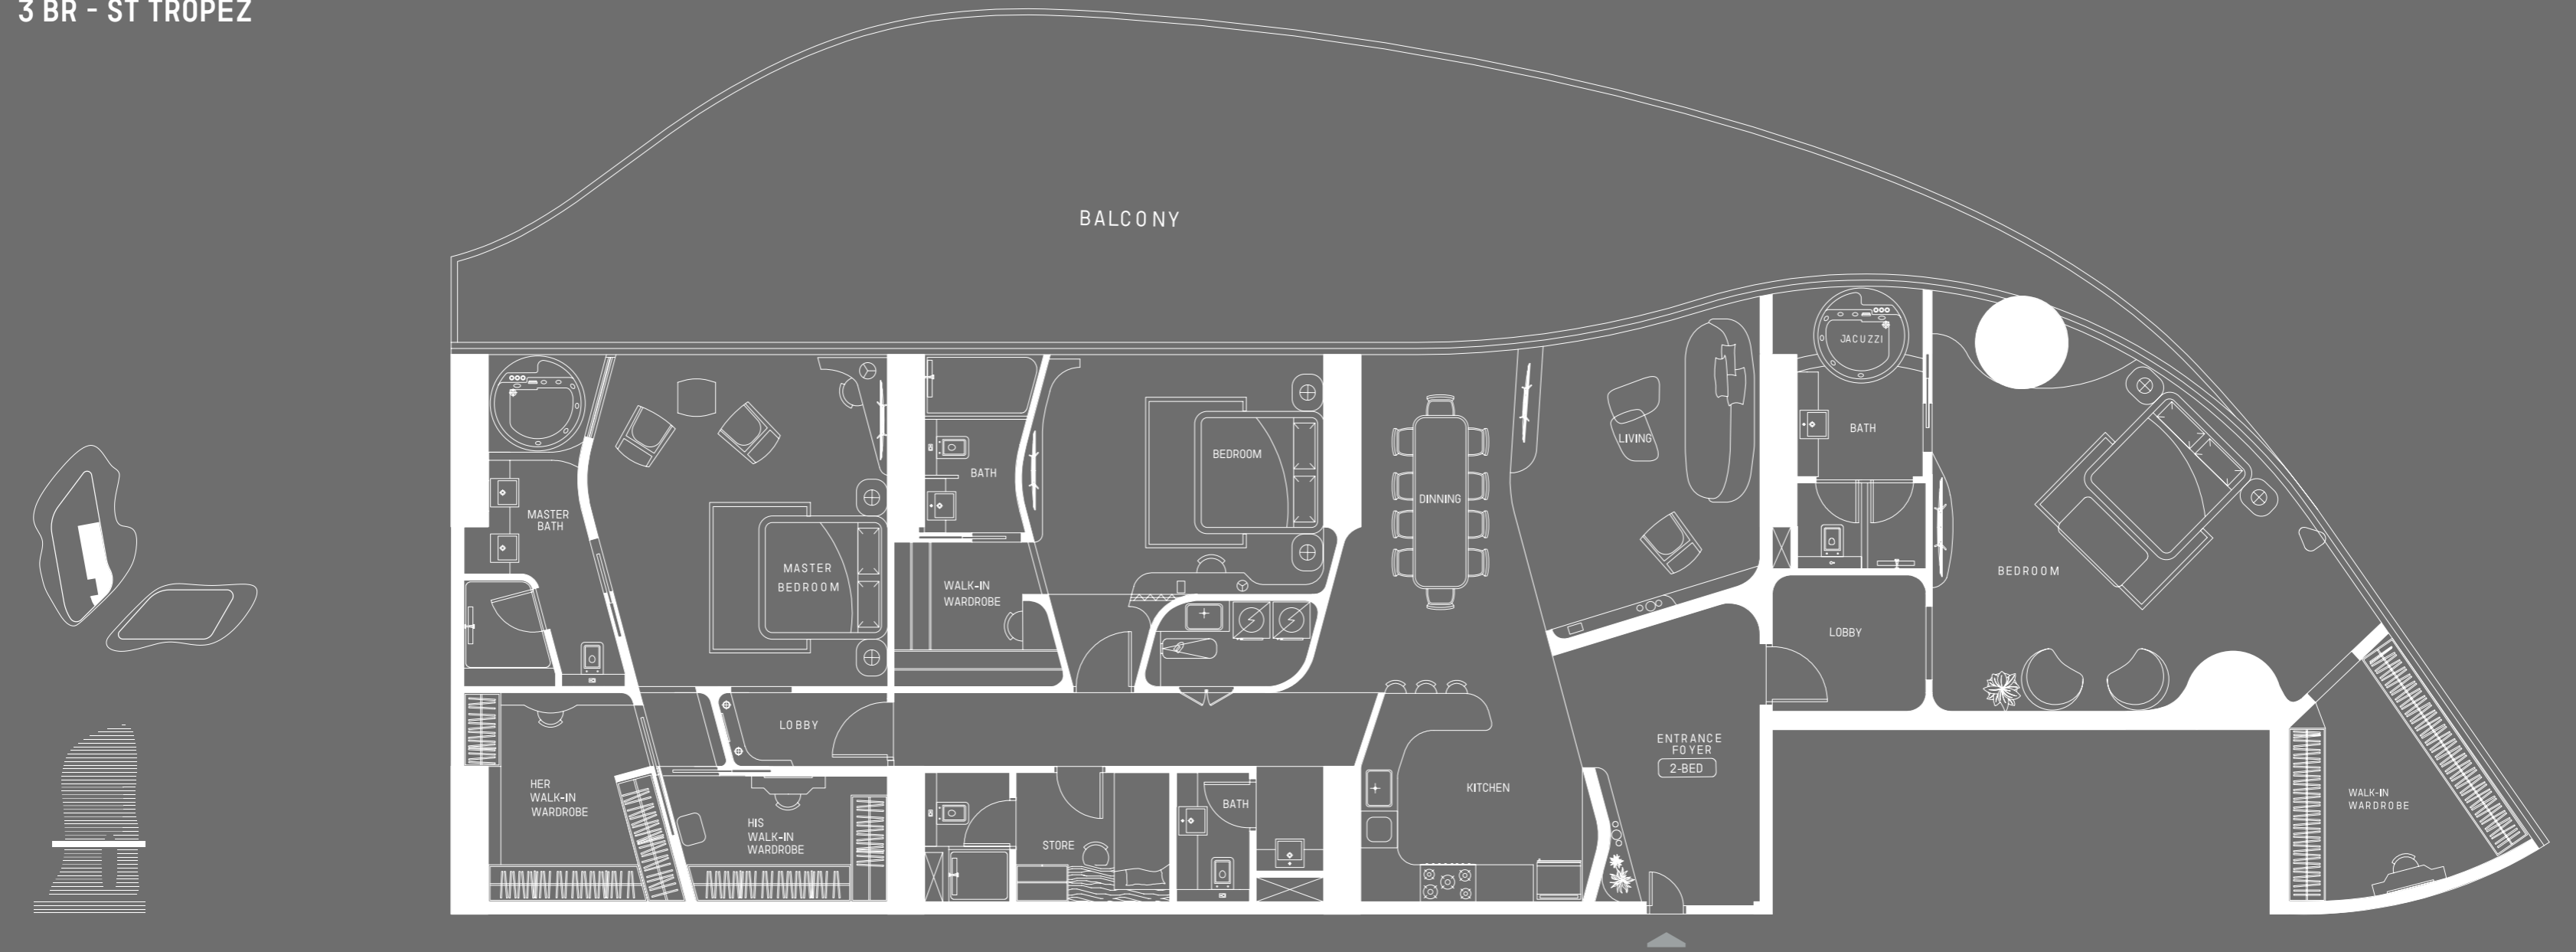 3 BR - ST TROPEZ
BALCONY
JACUZZI
BATH
LIVING
BEDROOM
BATH
DINNING
MASTER
BATH
MASTER
BEDROOM
WALK-IN
WARDROBE
BEDROOM
LOBBY
LOBBY
ENTRANCE
FOYER
2-BED
HER
WALK-IN
WARDROBE
HIS
WALK-IN
WARDROBE
STORE
BATH
KITCHEN
WALK-IN
WARDROBE